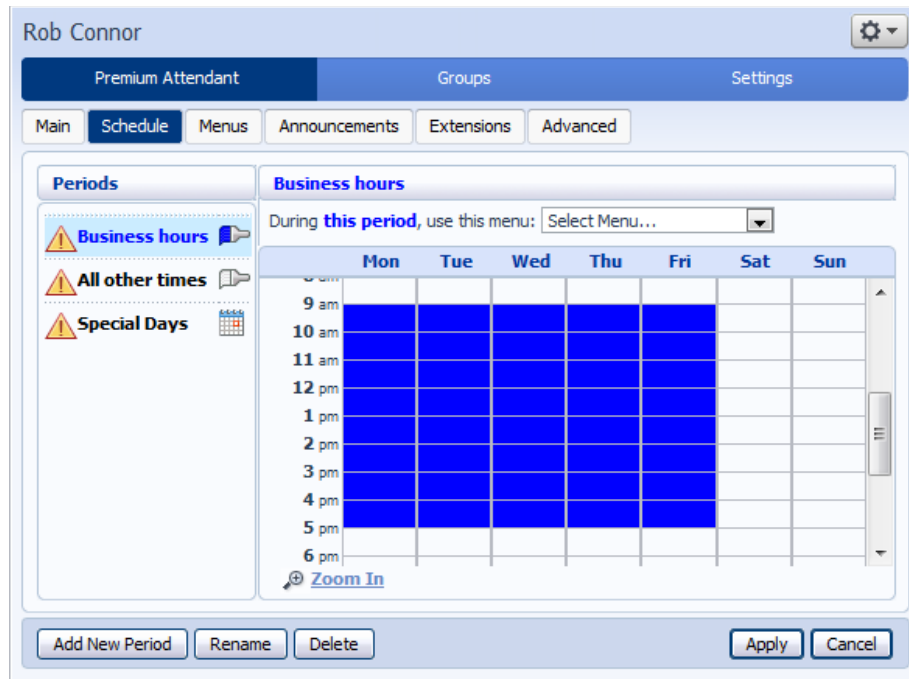 Rob Connor
Premium Attendant Groups Settings
Main Schedule Menus Announcements Extensions Advanced
Periods
Business hours
All other times
Special Days
Business hours
During this period, use this menu: Select Menu...
Mon Tue Wed Thu Fri Sat Sun
9 am
10 am
11 am
12 pm
1 pm
2 pm
3 pm
4 pm
5 pm
6 pm
Zoom In
Add New Period Rename Delete Apply Cancel